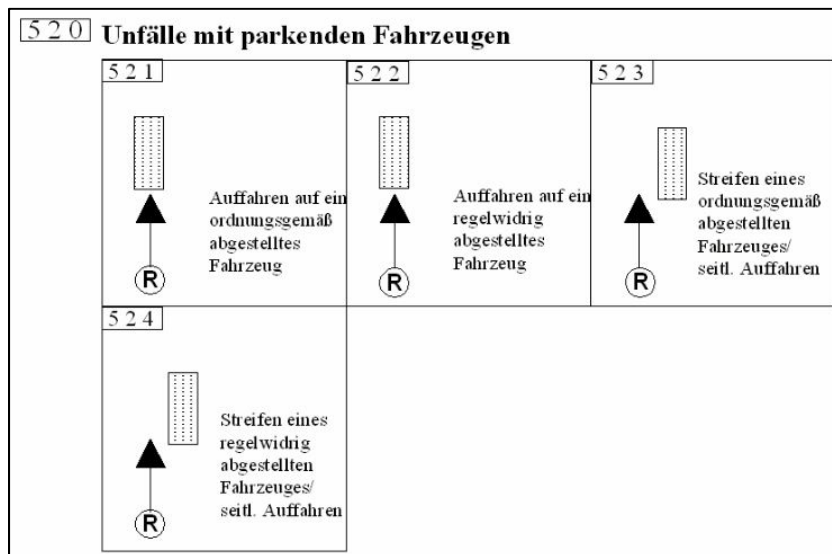 520 Unfälle mit parkenden Fahrzeugen
521
Auffahren auf ein
ordnungsgemäß
abgestelltes
Fahrzeug
R
522
Auffahren auf ein
regelwidrig
abgestelltes
Fahrzeug
R
523
Streifen eines
ordnungsgemäß
abgestellten
Fahrzeuges/
seitl. Auffahren
R
524
Streifen eines
regelwidrig
abgestellten
Fahrzeuges/
seitl. Auffahren
R